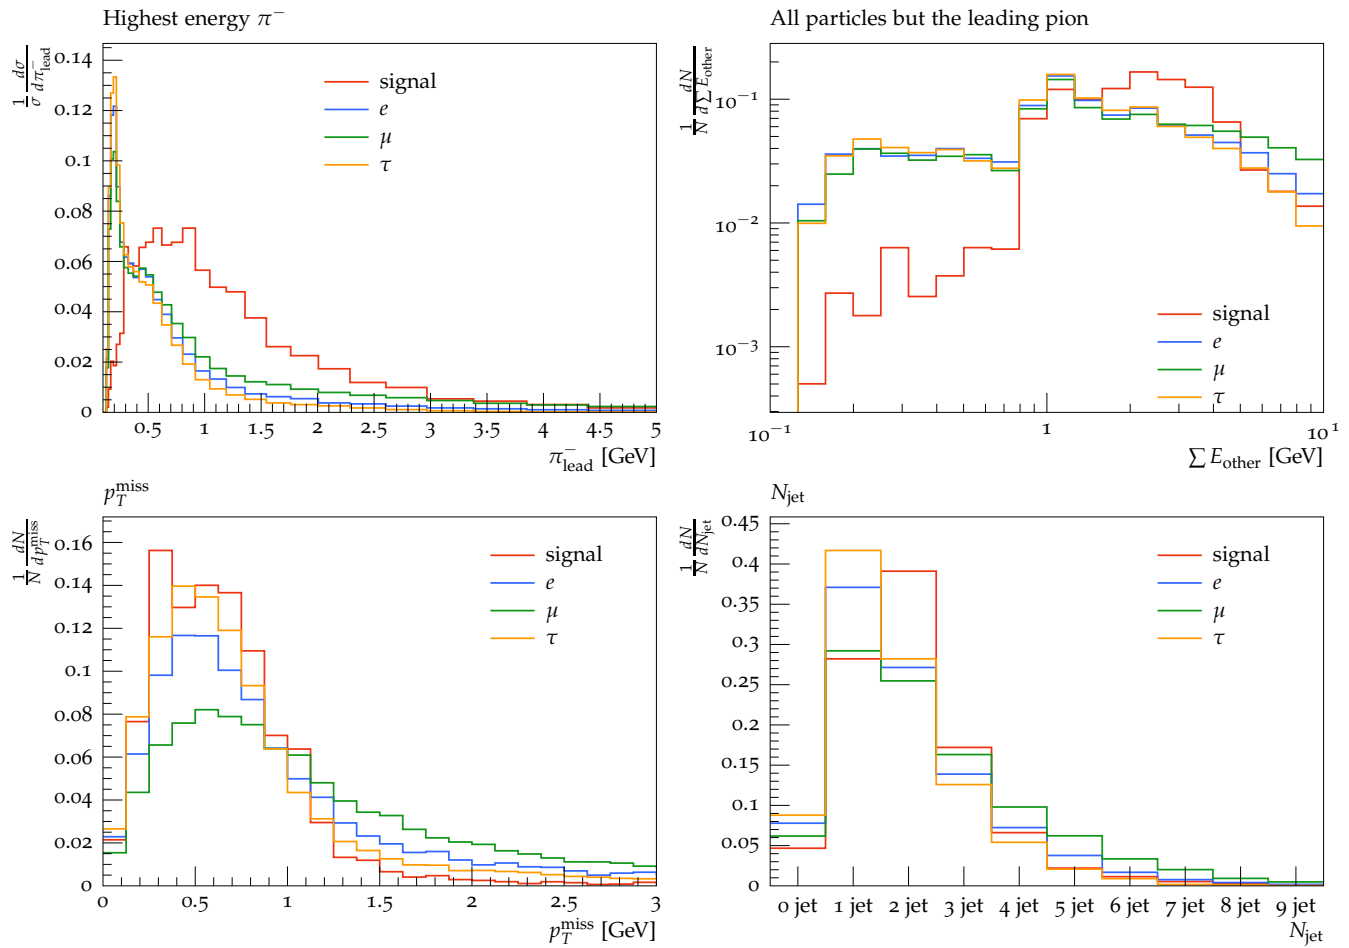 Highest energy π−
1/σ dσ/dπ−lead
0.14
0.12
0.1
0.08
0.06
0.04
0.02
0
signal
e
μ
τ
0.5 1 1.5 2 2.5 3 3.5 4 4.5 5
π−lead [GeV]
All particles but the leading pion
1/N dN/d∑Eother
10−1
10−2
10−3
signal
e
μ
τ
10−1 1 10 1
∑ Eother [GeV]
pTmiss
1/N dN/dpTmiss
0.16
0.14
0.12
0.1
0.08
0.06
0.04
0.02
0
signal
e
μ
τ
0 0.5 1 1.5 2 2.5 3
pTmiss [GeV]
Njet
1/N dN/dNjet
0.45
0.4
0.35
0.3
0.25
0.2
0.15
0.1
0.05
0
signal
e
μ
τ
0 jet 1 jet 2 jet 3 jet 4 jet 5 jet 6 jet 7 jet 8 jet 9 jet
Njet